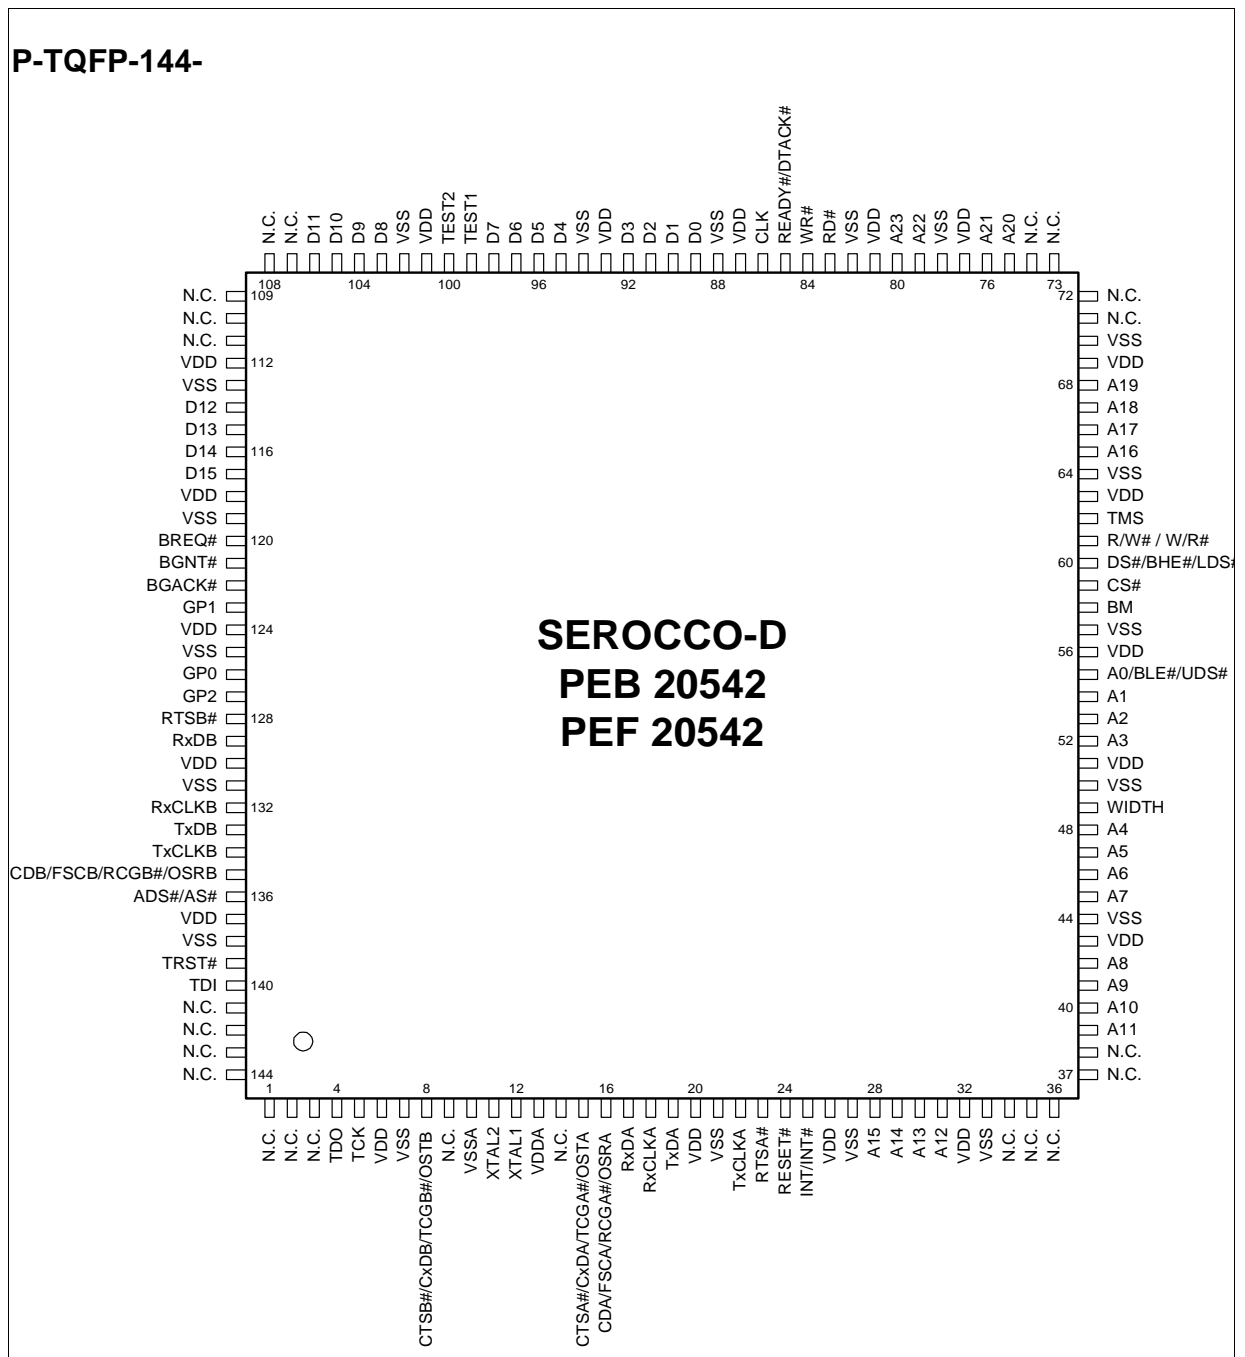 P-TQFP-144-
N.C.
N.C.
D11
D10
D9
D8
VSS
VDD
TEST2
TEST1
D7
D6
D5
D4
VSS
VDD
D3
D2
D1
D0
VSS
VDD
CLK
READY#/DTACK#
WR#
RD#
VSS
VDD
A23
A22
VSS
VDD
A21
A20
N.C.
N.C.
108
104
100
96
92
88
84
80
76
73
N.C. 109
N.C.
N.C.
VDD 112
VSS
D12
D13
D14 116
D15
VDD
VSS
BREQ# 120
BGNT#
BGACK#
GP1
VDD 124
VSS
GP0
GP2
RTSB# 128
RxDB
VDD
VSS
RxCLKB 132
TxDB
TxCLKB
CDB/FSCB/RCGB#/OSRB
ADS#/AS# 136
VDD
VSS
TRST#
TDI 140
N.C.
N.C.
N.C.
N.C. 144
SEROCCO-D
PEB 20542
PEF 20542
72 N.C.
N.C.
VSS
VDD
68 A19
A18
A17
A16
64 VSS
VDD
TMS
R/W# / W/R#
60 DS#/BHE#/LDS#
CS#
BM
VSS
56 VDD
A0/BLE#/UDS#
A1
A2
52 A3
VDD
VSS
WIDTH
48 A4
A5
A6
A7
44 VSS
VDD
A8
A9
40 A10
A11
N.C.
37 N.C.
1
4
8
12
16
20
24
28
32
36
N.C.
N.C.
N.C.
TDO
TCK
VDD
VSS
CTSB#/CxDB/TCGB#/OSTB
N.C.
VSSA
XTAL2
XTAL1
VDDA
N.C.
CTSA#/CxDA/TCGA#/OSTA
CDA/FSCA/RCGA#/OSRA
RxDA
RxCLKA
TxDA
VDD
VSS
TxCLKA
RTSA#
RESET#
INT/INT#
VDD
VSS
A15
A14
A13
A12
VDD
VSS
N.C.
N.C.
N.C.